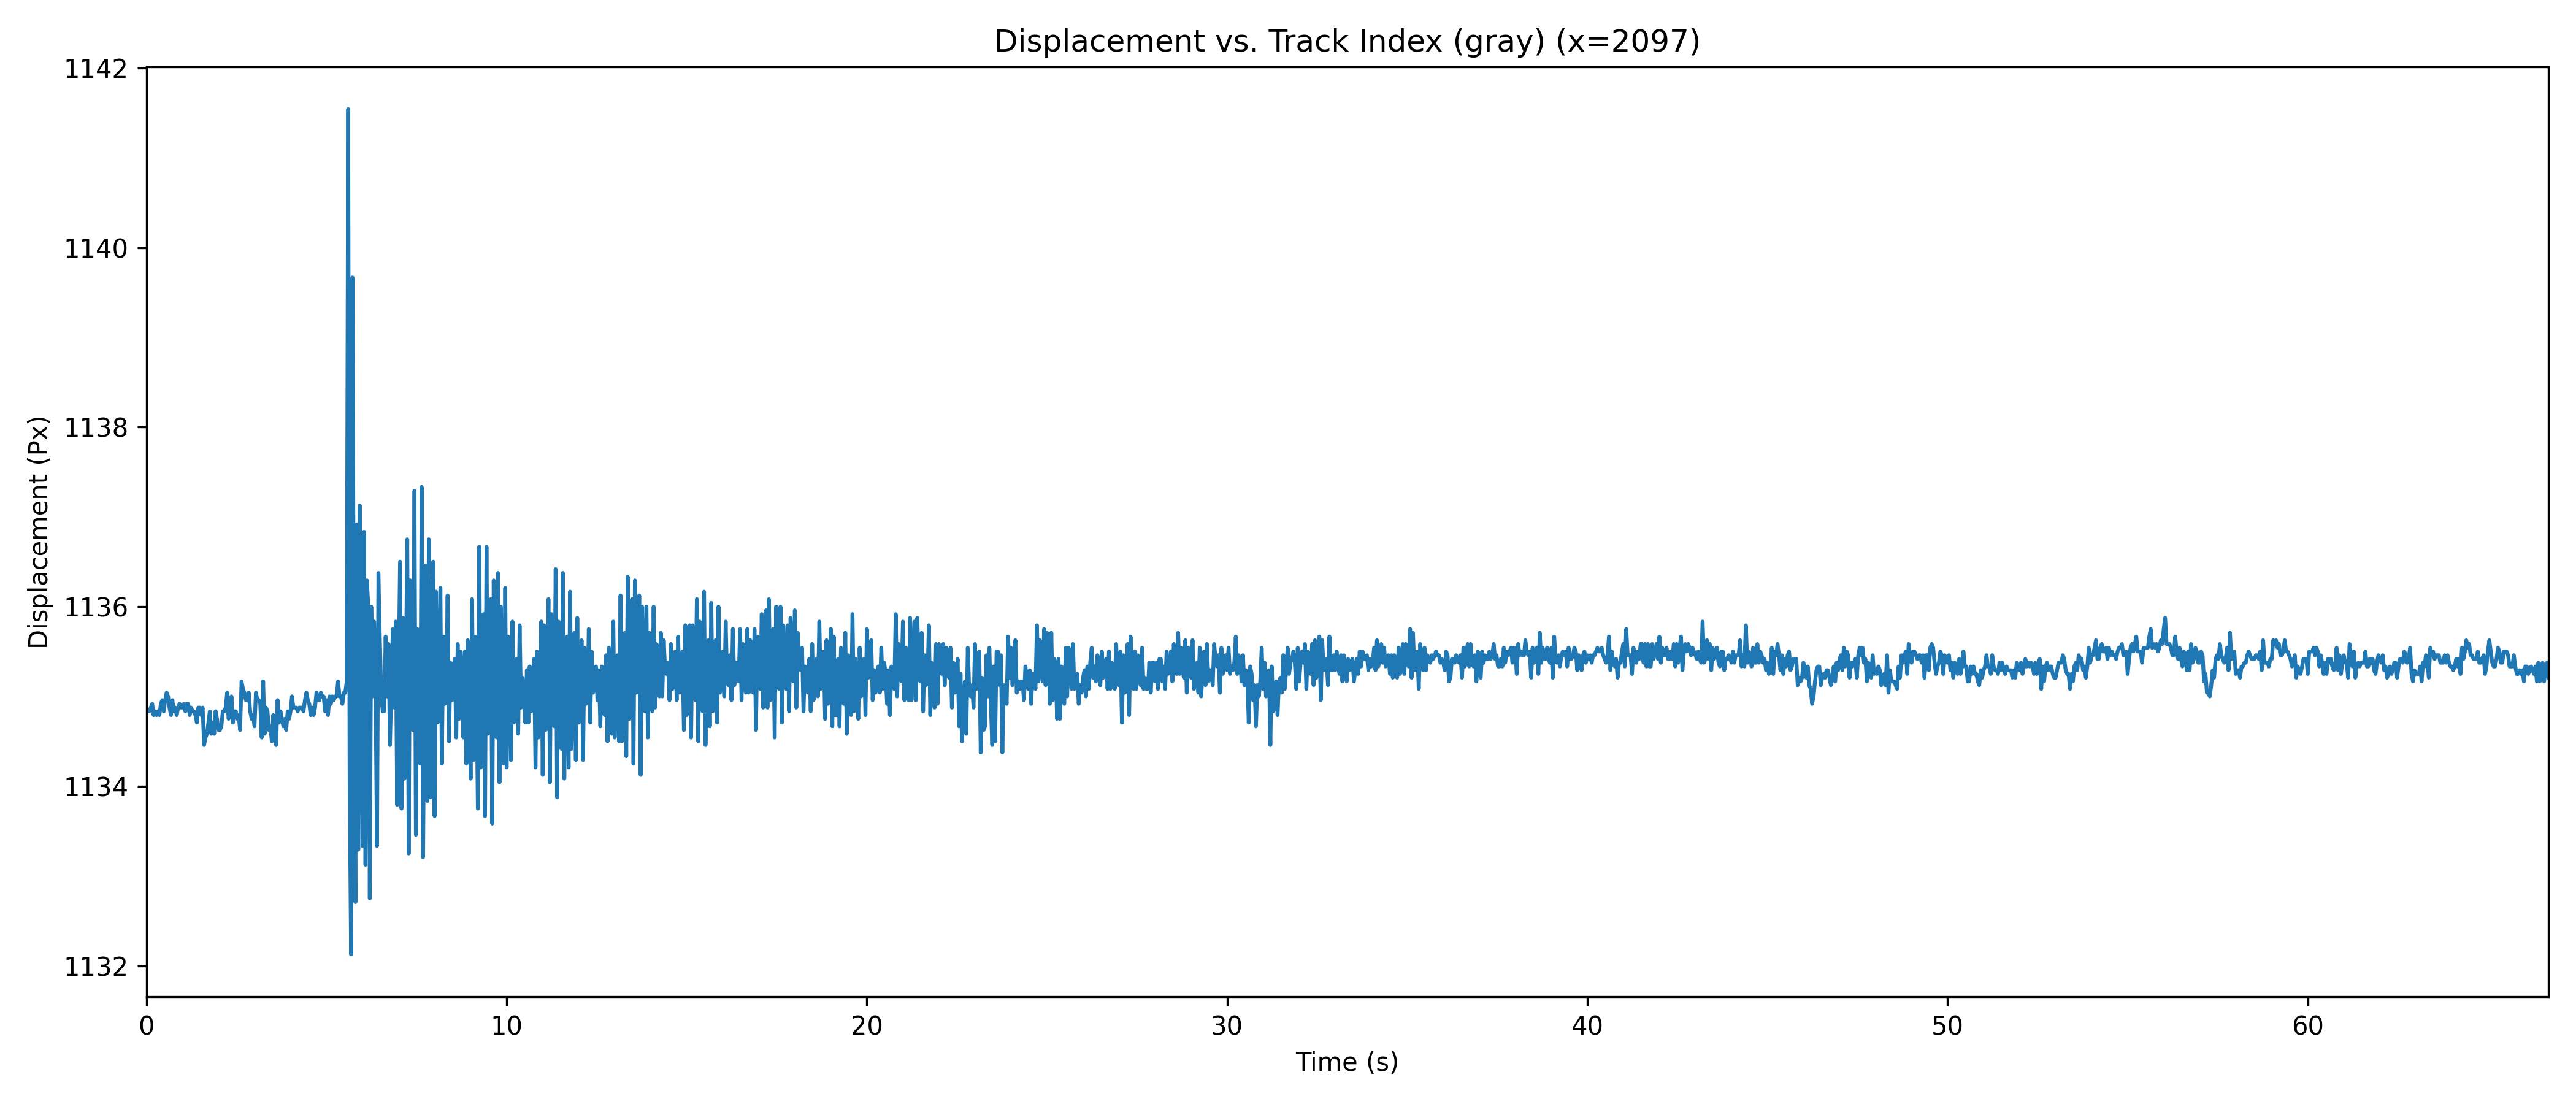 Displacement vs. Track Index (gray) (x=2097)
1142
1140
1138
1136
1134
1132
Displacement (Px)
0 10 20 30 40 50 60
Time (s)